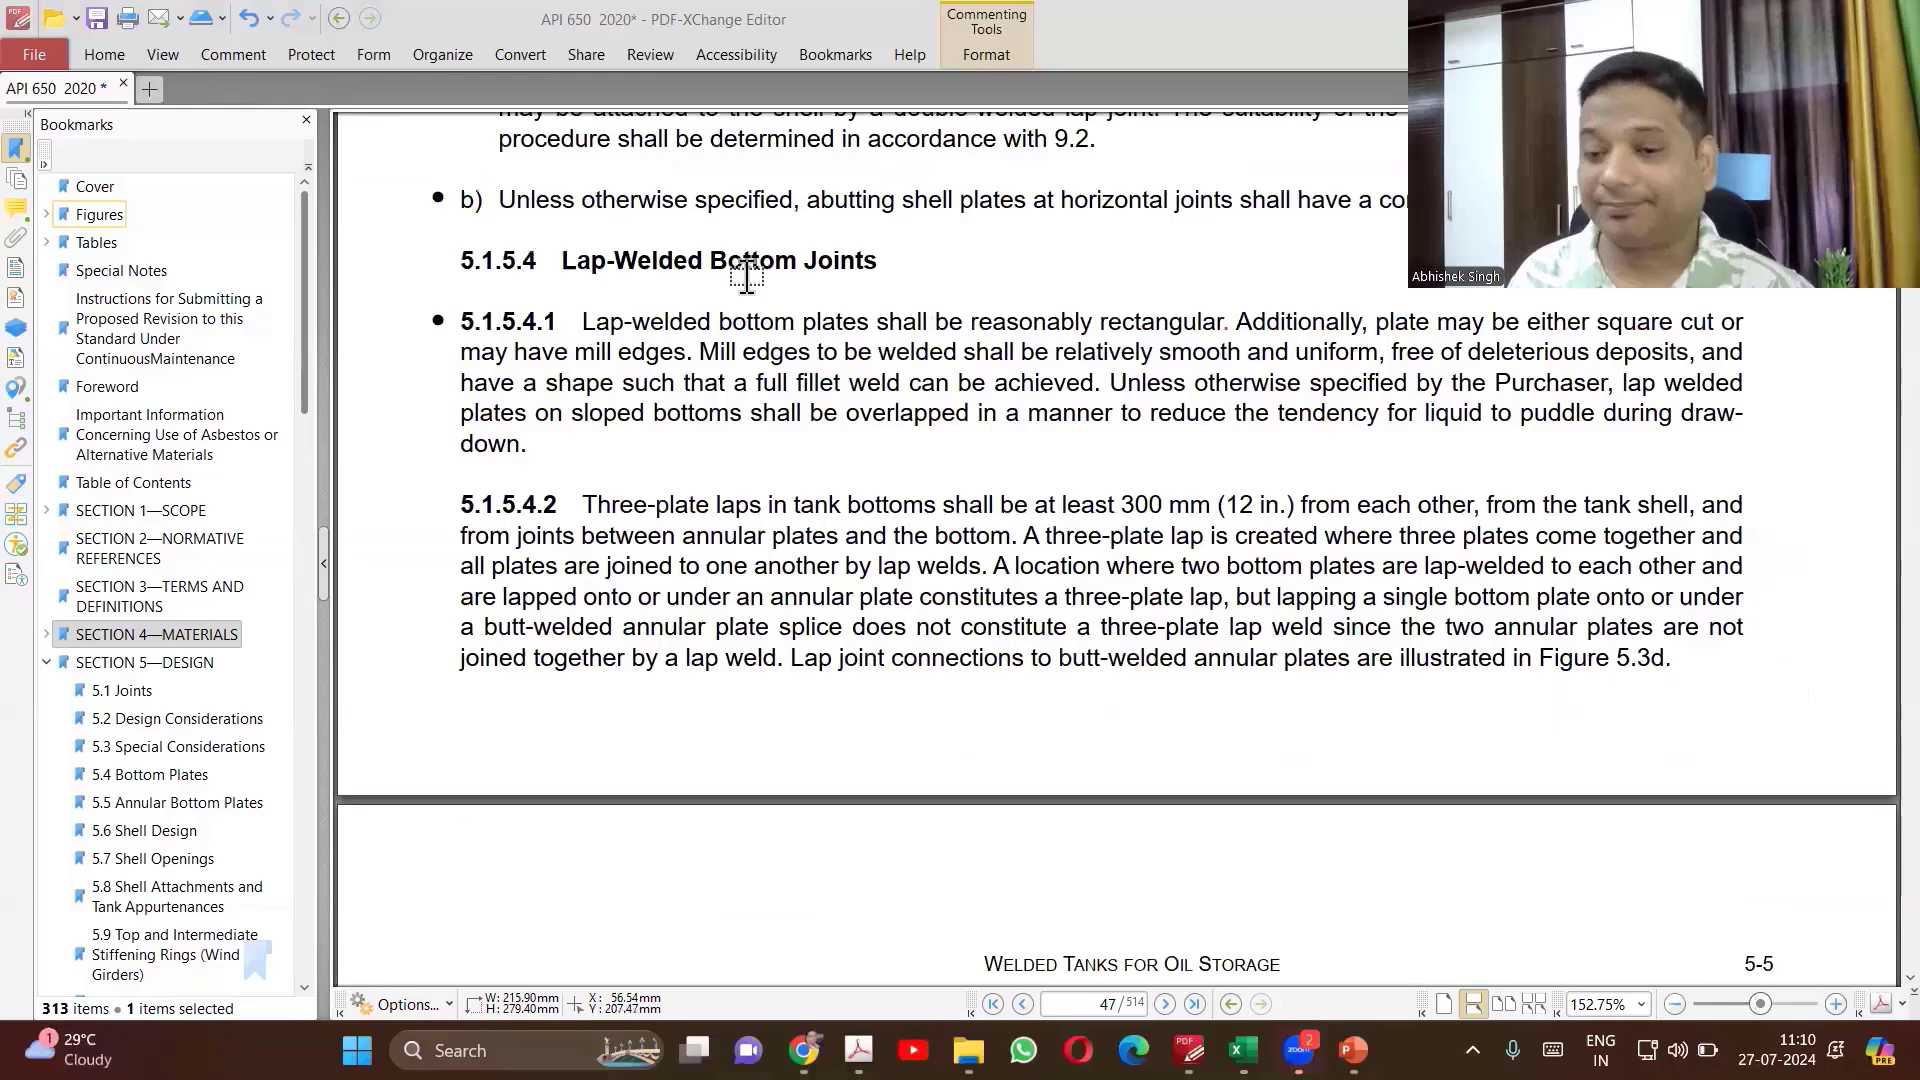 API 650  2020* - PDF-XChange Editor
Commenting
Tools
File Home View Comment Protect Form Organize Convert Share Review Accessibility Bookmarks Help Format
API 650  2020 *
Bookmarks
Cover
Figures
Tables
Special Notes
Instructions for Submitting a
Proposed Revision to this
Standard Under
ContinuousMaintenance
Foreword
Important Information
Concerning Use of Asbestos or
Alternative Materials
Table of Contents
SECTION 1—SCOPE
SECTION 2—NORMATIVE
REFERENCES
SECTION 3—TERMS AND
DEFINITIONS
SECTION 4—MATERIALS
SECTION 5—DESIGN
5.1 Joints
5.2 Design Considerations
5.3 Special Considerations
5.4 Bottom Plates
5.5 Annular Bottom Plates
5.6 Shell Design
5.7 Shell Openings
5.8 Shell Attachments and
Tank Appurtenances
5.9 Top and Intermediate
Stiffening Rings (Wind
Girders)
313 items • 1 items selected
may be attached to the shell by a double-welded lap joint. The suitability of the
procedure shall be determined in accordance with 9.2.
• b) Unless otherwise specified, abutting shell plates at horizontal joints shall have a co
5.1.5.4 Lap-Welded Bottom Joints
• 5.1.5.4.1 Lap-welded bottom plates shall be reasonably rectangular. Additionally, plate may be either square cut or
may have mill edges. Mill edges to be welded shall be relatively smooth and uniform, free of deleterious deposits, and
have a shape such that a full fillet weld can be achieved. Unless otherwise specified by the Purchaser, lap welded
plates on sloped bottoms shall be overlapped in a manner to reduce the tendency for liquid to puddle during draw-
down.
5.1.5.4.2 Three-plate laps in tank bottoms shall be at least 300 mm (12 in.) from each other, from the tank shell, and
from joints between annular plates and the bottom. A three-plate lap is created where three plates come together and
all plates are joined to one another by lap welds. A location where two bottom plates are lap-welded to each other and
are lapped onto or under an annular plate constitutes a three-plate lap, but lapping a single bottom plate onto or under
a butt-welded annular plate splice does not constitute a three-plate lap weld since the two annular plates are not
joined together by a lap weld. Lap joint connections to butt-welded annular plates are illustrated in Figure 5.3d.
WELDED TANKS FOR OIL STORAGE 5-5
Abhishek Singh
Options... W: 215.90mm X: 56.54mm
H: 279.40mm Y: 207.47mm
47 / 514
152.75%
1 29°C
Cloudy
Search
zoom 2
ENG
IN
11:10
27-07-2024
PRE